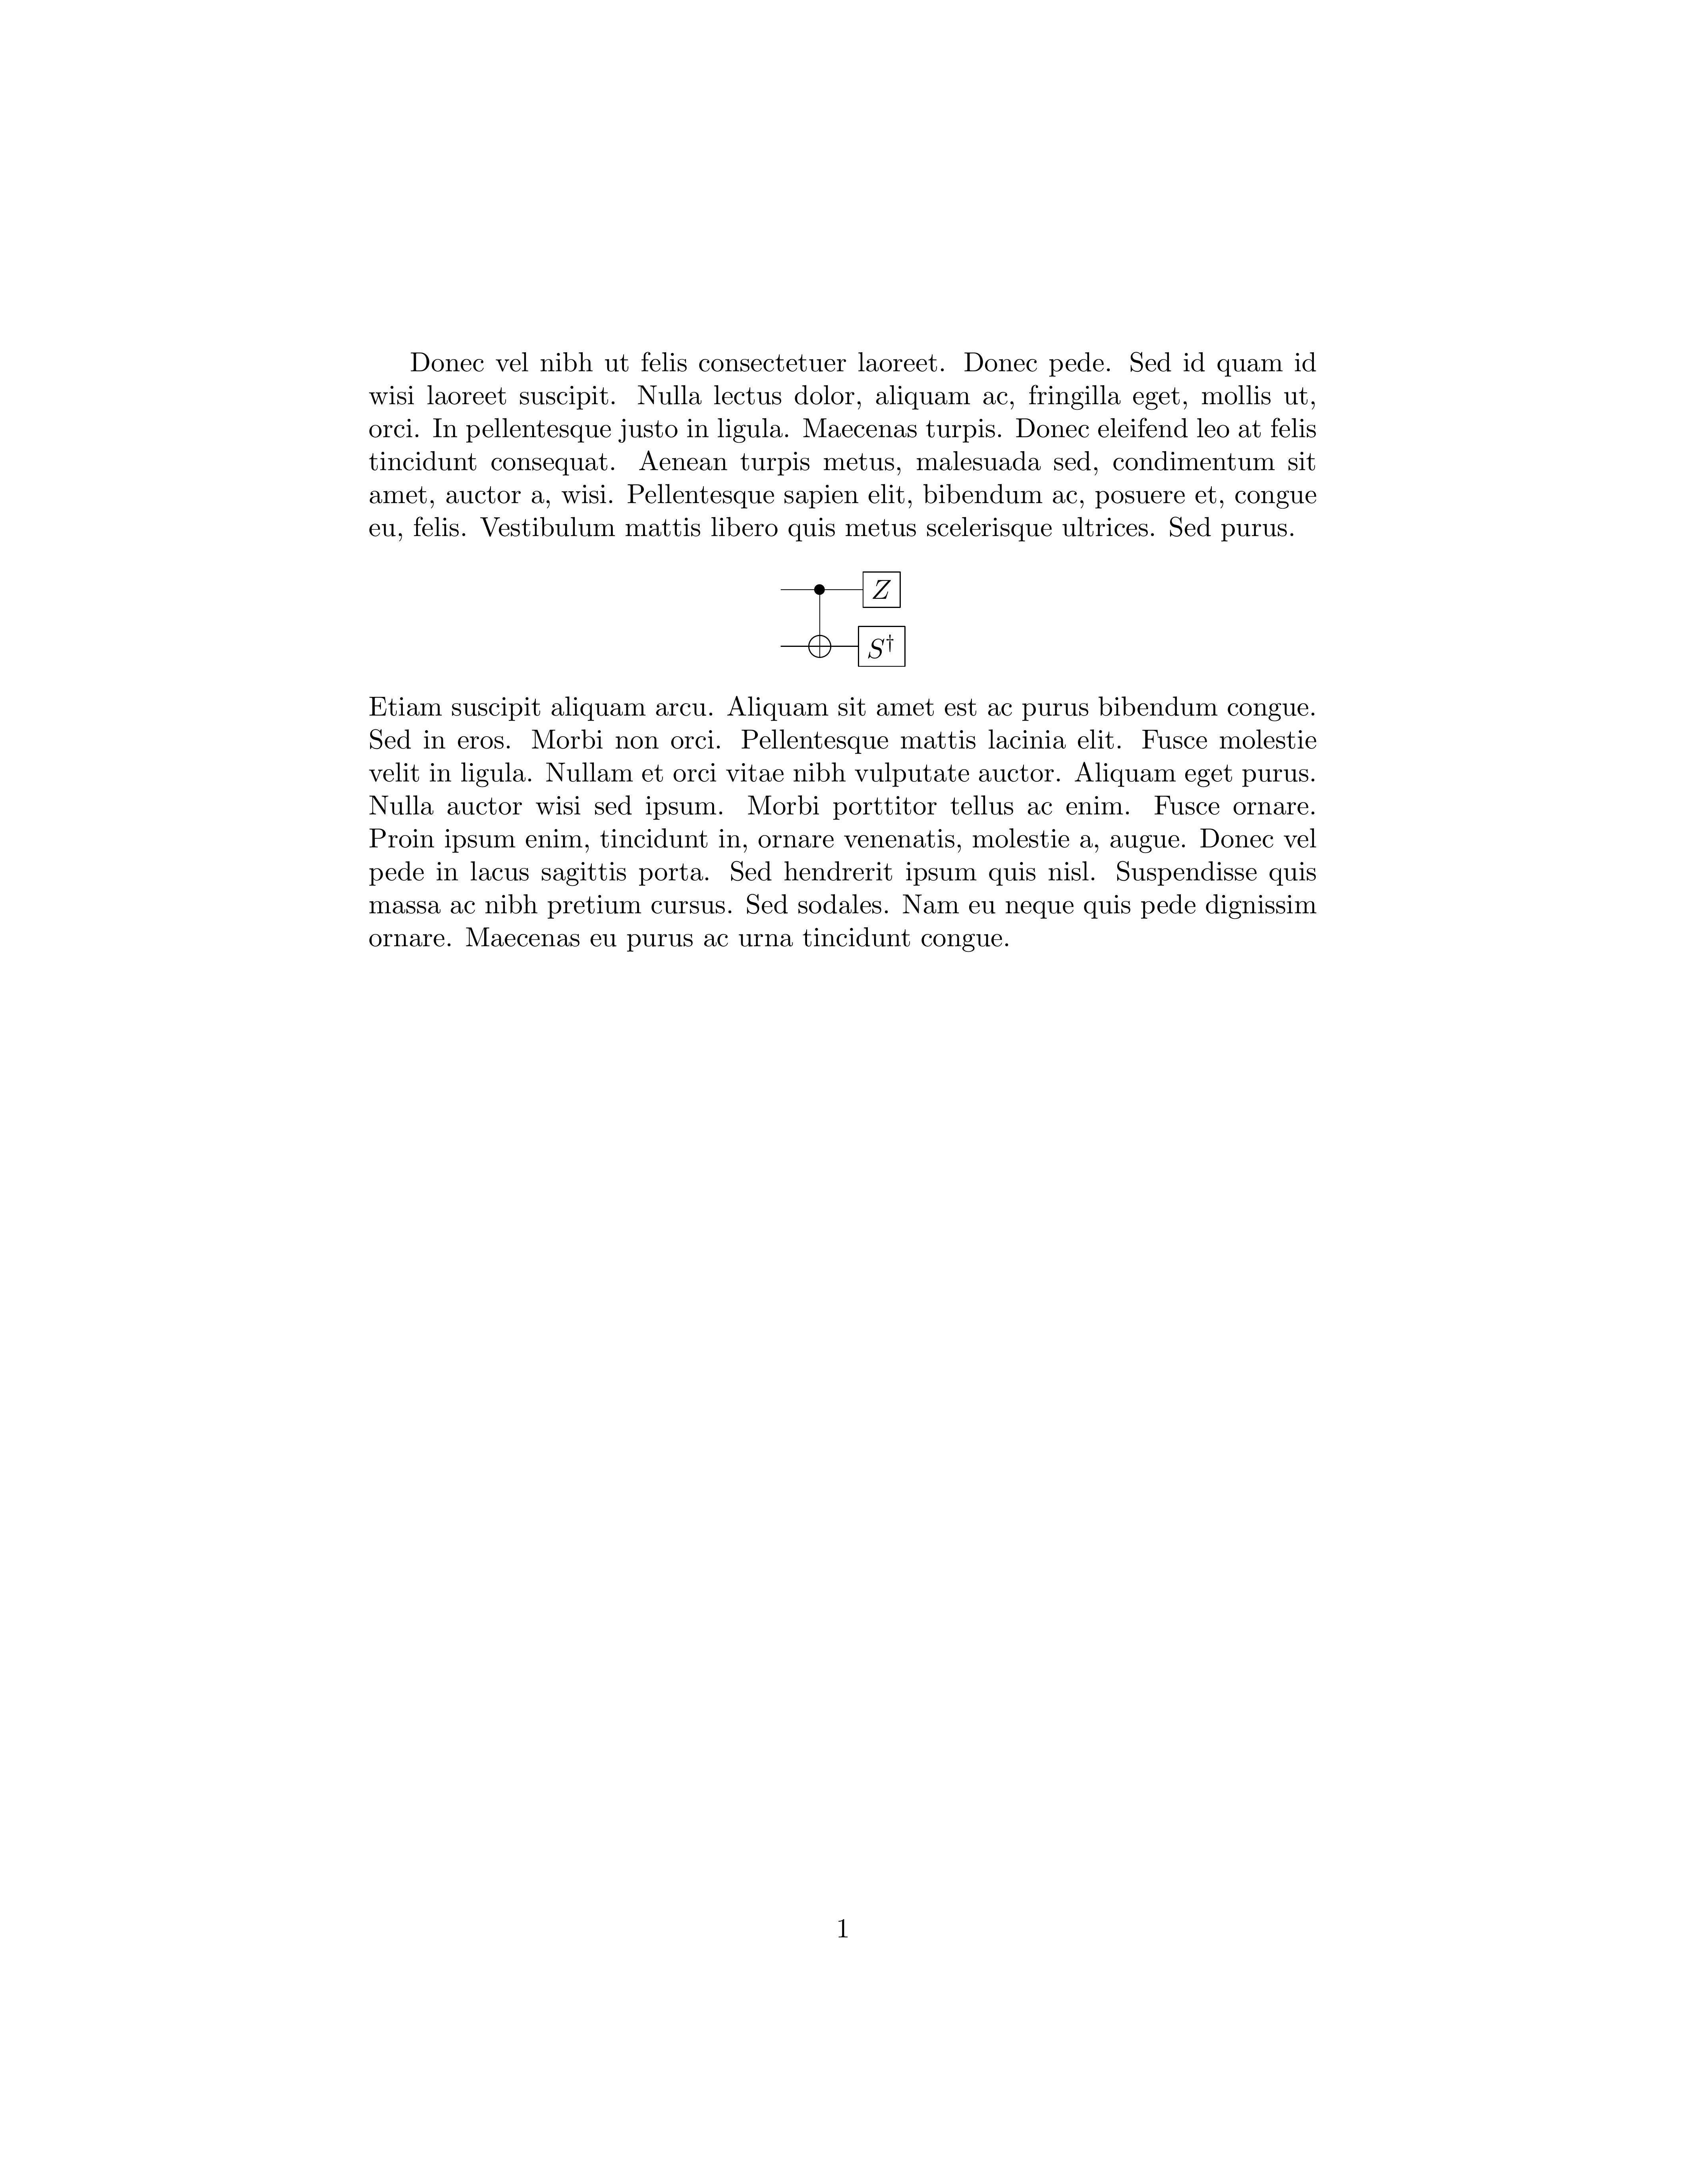 Donec vel nibh ut felis consectetuer laoreet. Donec pede. Sed id quam id
wisi laoreet suscipit. Nulla lectus dolor, aliquam ac, fringilla eget, mollis ut,
orci. In pellentesque justo in ligula. Maecenas turpis. Donec eleifend leo at felis
tincidunt consequat. Aenean turpis metus, malesuada sed, condimentum sit
amet, auctor a, wisi. Pellentesque sapien elit, bibendum ac, posuere et, congue
eu, felis. Vestibulum mattis libero quis metus scelerisque ultrices. Sed purus.
Z
S†
Etiam suscipit aliquam arcu. Aliquam sit amet est ac purus bibendum congue.
Sed in eros. Morbi non orci. Pellentesque mattis lacinia elit. Fusce molestie
velit in ligula. Nullam et orci vitae nibh vulputate auctor. Aliquam eget purus.
Nulla auctor wisi sed ipsum. Morbi porttitor tellus ac enim. Fusce ornare.
Proin ipsum enim, tincidunt in, ornare venenatis, molestie a, augue. Donec vel
pede in lacus sagittis porta. Sed hendrerit ipsum quis nisl. Suspendisse quis
massa ac nibh pretium cursus. Sed sodales. Nam eu neque quis pede dignissim
ornare. Maecenas eu purus ac urna tincidunt congue.
1